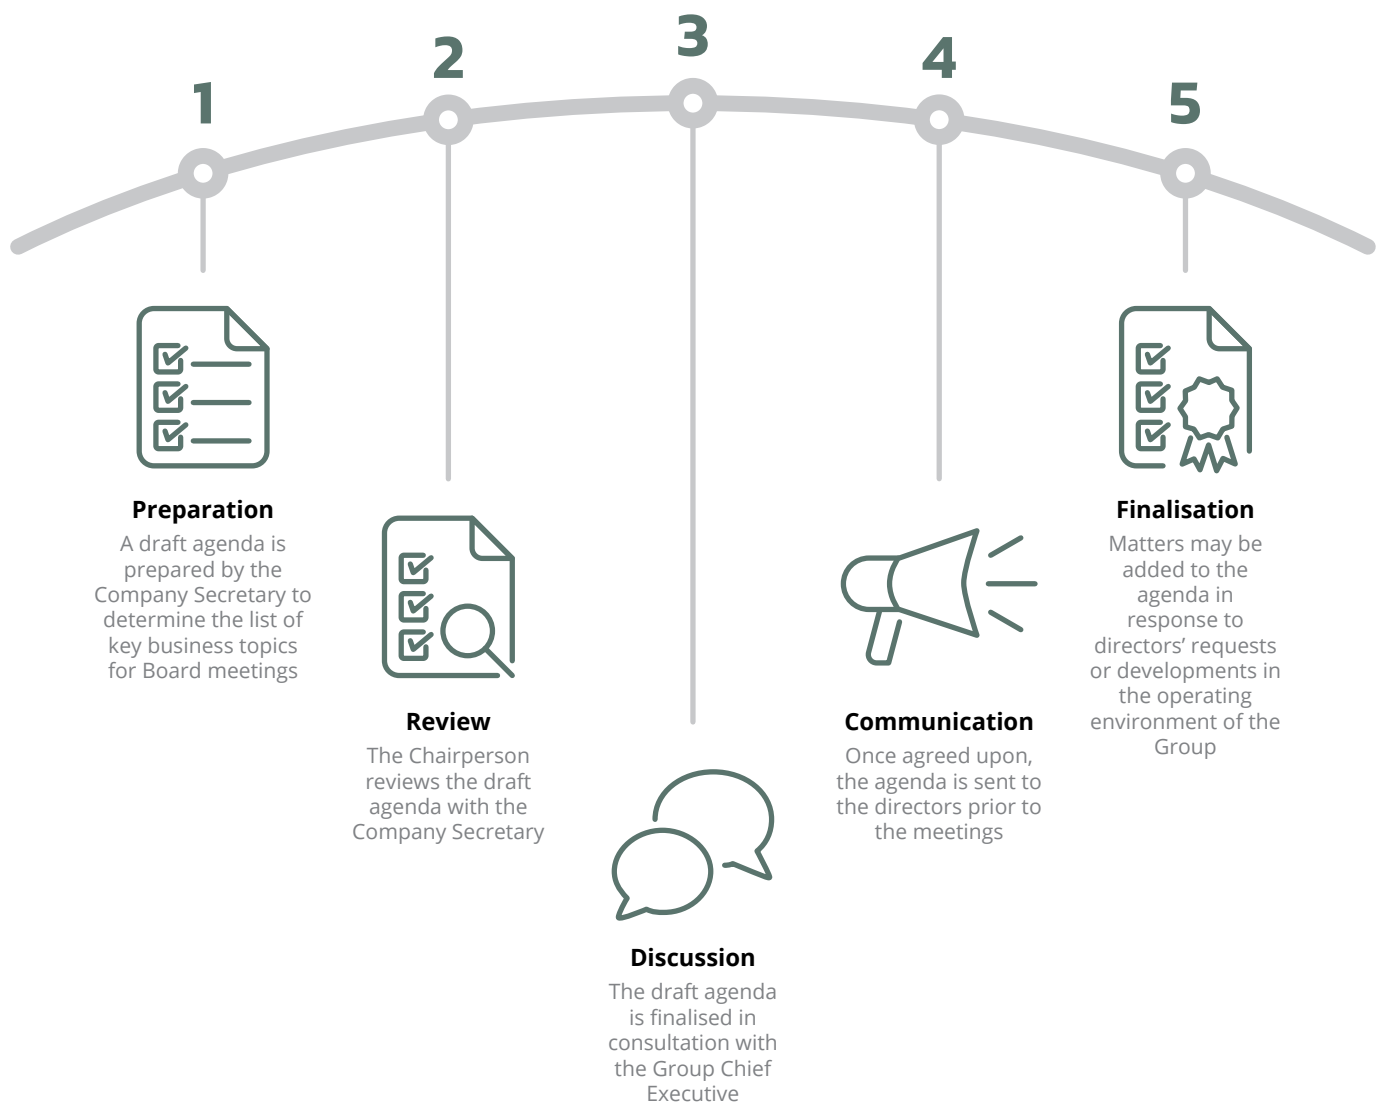 1
Preparation
A draft agenda is
prepared by the
Company Secretary to
determine the list of
key business topics
for Board meetings
2
Review
The Chairperson
reviews the draft
agenda with the
Company Secretary
3
Discussion
The draft agenda
is finalised in
consultation with
the Group Chief
Executive
4
Communication
Once agreed upon,
the agenda is sent to
the directors prior to
the meetings
5
Finalisation
Matters may be
added to the
agenda in
response to
directors’ requests
or developments in
the operating
environment of the
Group